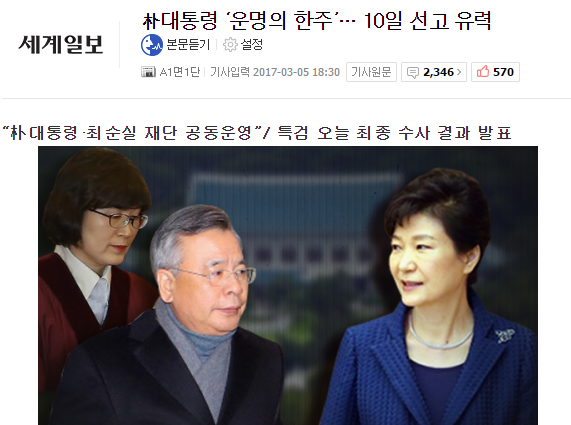 朴대통령 ‘운명의 한주’… 10일 선고 유력
세계일보
본문듣기 | 설정
A1면1단 | 기사입력 2017-03-05 18:30 | 기사원문 | 2,346 > | 570
“朴대통령·최순실 재단 공동운영”/ 특검 오늘 최종 수사 결과 발표